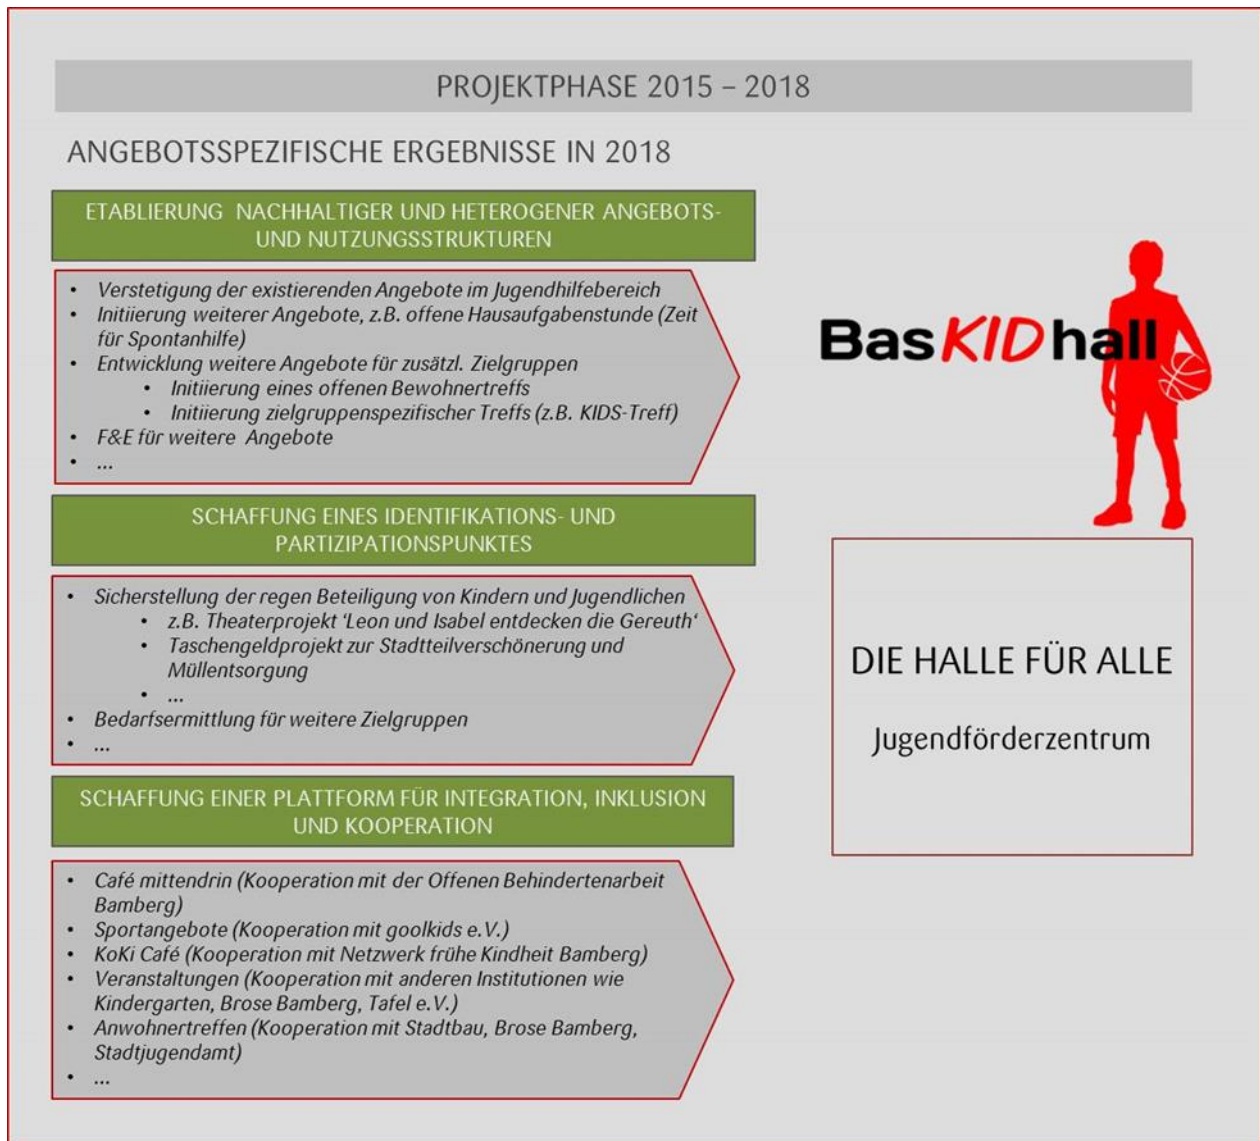 PROJEKTPHASE 2015 – 2018
ANGEBOTSSPEZIFISCHE ERGEBNISSE IN 2018
ETABLIERUNG NACHHALTIGER UND HETEROGENER ANGEBOTS-
UND NUTZUNGSSTRUKTUREN
• Verstetigung der existierenden Angebote im Jugendhilfebereich
• Initiierung weiterer Angebote, z.B. offene Hausaufgabenstunde (Zeit
für Spontanhilfe)
• Entwicklung weitere Angebote für zusätzl. Zielgruppen
• Initiierung eines offenen Bewohnertreffs
• Initiierung zielgruppenspezifischer Treffs (z.B. KIDS-Treff)
• F&E für weitere Angebote
• ...
SCHAFFUNG EINES IDENTIFIKATIONS- UND
PARTIZIPATIONSPUNKTES
• Sicherstellung der regen Beteiligung von Kindern und Jugendlichen
• z.B. Theaterprojekt ‘Leon und Isabel entdecken die Gereuth‘
• Taschengeldprojekt zur Stadtteilverschönerung und
Müllentsorgung
• ...
• Bedarfsermittlung für weitere Zielgruppen
• ...
SCHAFFUNG EINER PLATTFORM FÜR INTEGRATION, INKLUSION
UND KOOPERATION
• Café mittendrin (Kooperation mit der Offenen Behindertenarbeit
Bamberg)
• Sportangebote (Kooperation mit goolkids e.V.)
• KoKi Café (Kooperation mit Netzwerk frühe Kindheit Bamberg)
• Veranstaltungen (Kooperation mit anderen Institutionen wie
Kindergarten, Brose Bamberg, Tafel e.V.)
• Anwohnertreffen (Kooperation mit Stadtbau, Brose Bamberg,
Stadtjugendamt)
• ...
BasKIDhall
DIE HALLE FÜR ALLE
Jugendförderzentrum